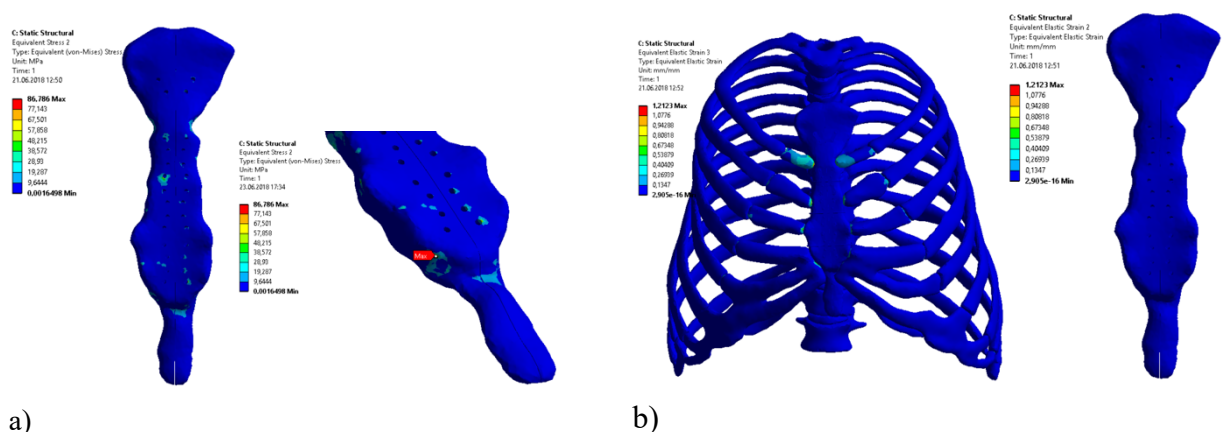 C: Static Structural
Equivalent Stress 2
Type: Equivalent (von-Mises) Stress
Unit: MPa
Time: 1
21.06.2018 12:50
86,786 Max
77,143
67,501
57,858
48,215
38,572
28,93
19,287
9,6444
0,0016498 Min
C: Static Structural
Equivalent Stress 2
Type: Equivalent (von-Mises) Stress
Unit: MPa
Time: 1
23.06.2018 17:34
86,786 Max
77,143
67,501
57,858
48,215
38,572
28,93
19,287
9,6444
0,0016498 Min
Max
a)
C: Static Structural
Equivalent Elastic Strain 3
Type: Equivalent Elastic Strain
Unit: mm/mm
Time: 1
21.06.2018 12:52
1,2123 Max
1,0776
0,94288
0,80818
0,67348
0,53879
0,40409
0,26939
0,1347
2,905e-16 Min
C: Static Structural
Equivalent Elastic Strain 2
Type: Equivalent Elastic Strain
Unit: mm/mm
Time: 1
21.06.2018 12:51
1,2123 Max
1,0776
0,94288
0,80818
0,67348
0,53879
0,40409
0,26939
0,1347
2,905e-16 Min
b)